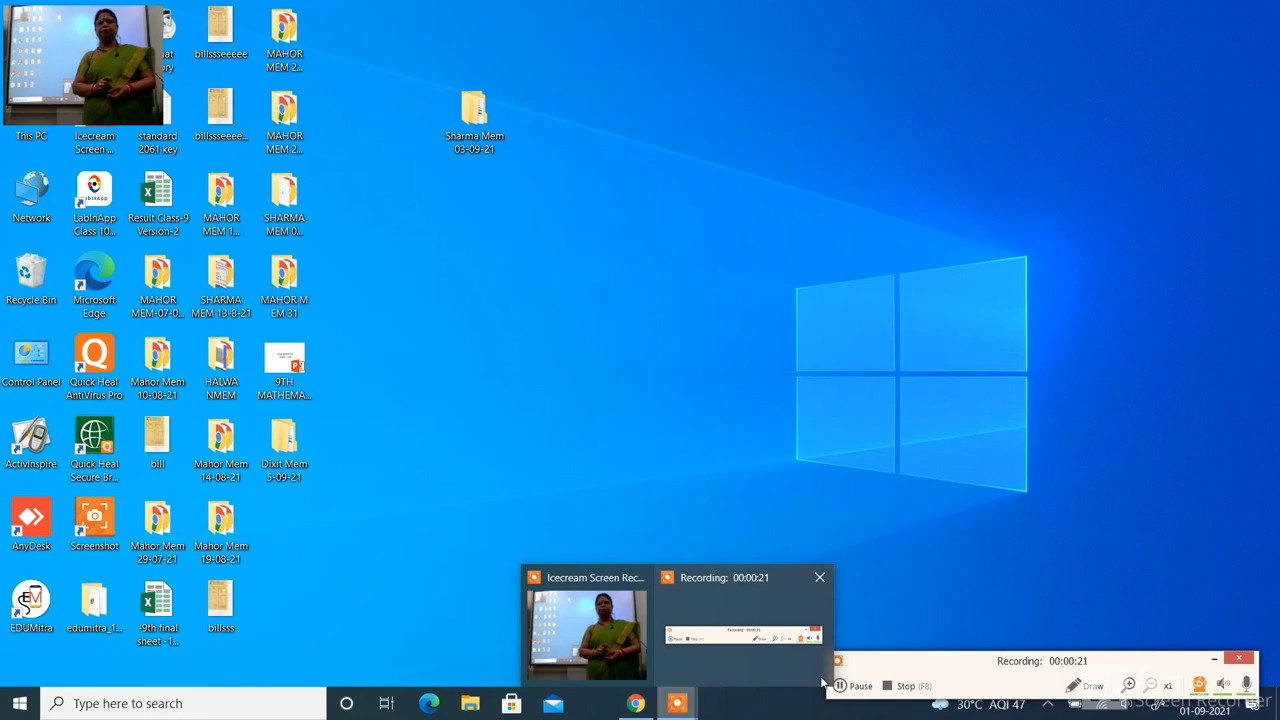 This PC
Icecream
Screen ...
standard
2061 key
billssseeeee
billssseeee...
MAHOR
MEM 2...
MAHOR
MEM 2...
Sharma Mem
03-09-21
Network
LabInApp
Class 10...
Result Class-9
Version-2
MAHOR
MEM 1...
SHARMA
MEM 0...
Recycle Bin
Microsoft
Edge
MAHOR
MEM-07-0...
SHARMA
MEM 13-8-21
MAHOR M
EM 31
Control Panel
Quick Heal
AntiVirus Pro
Mahor Mem
10-08-21
HALWA
NMEM
9TH
MATHEMA...
ActivInspire
Quick Heal
Secure Br...
bill
Mahor Mem
14-08-21
Dixit Mem
5-09-21
AnyDesk
Screenshot
Mahor Mem
29-07-21
Mahor Mem
19-08-21
EDUMitra
edumitra_1...
-9th final
sheet -1...
billsss
Icecream Screen Rec...
Recording: 00:00:21
Recording: 00:00:21
Pause
Stop (F8)
Draw
x1
Type here to search
30°C AQI 47
01-09-2021
Screen Recorder